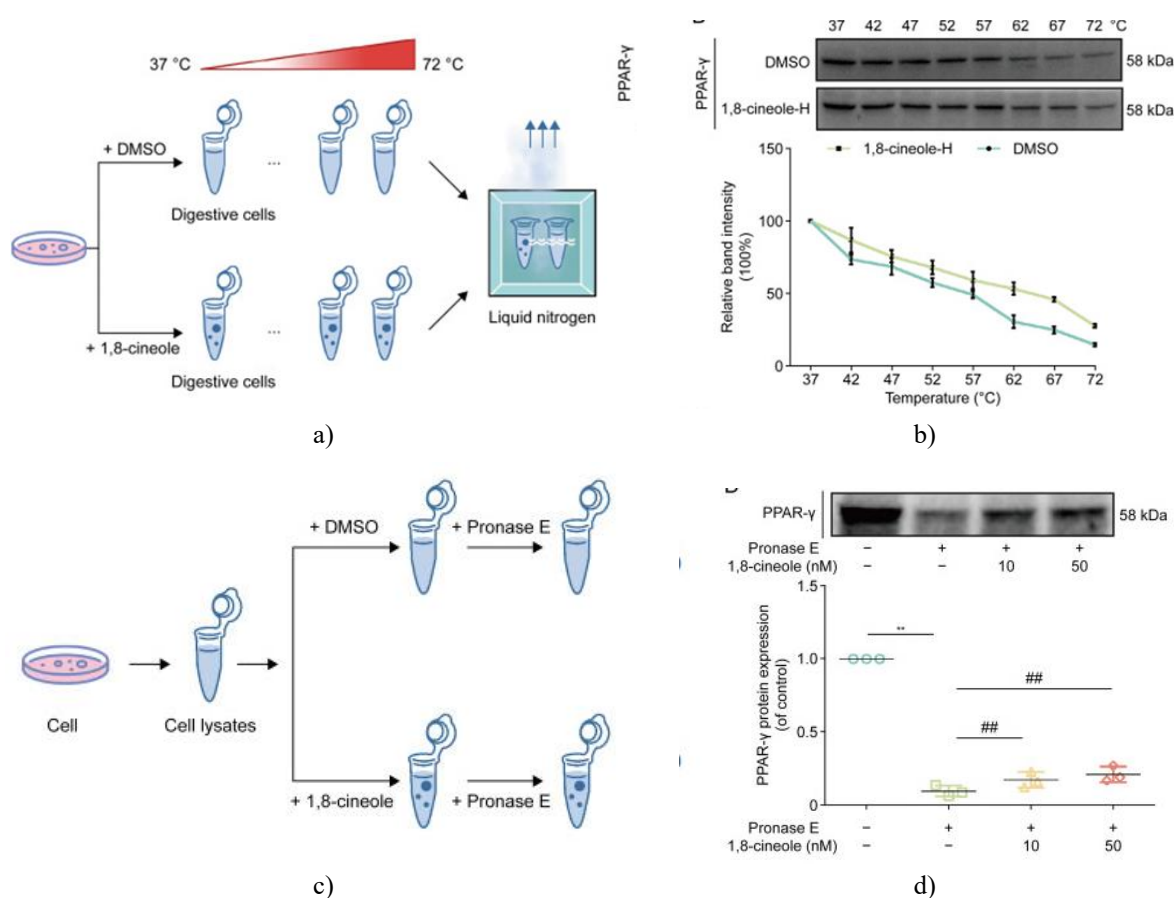 37 °C
72 °C
+ DMSO
...
Digestive cells
+ 1,8-cineole
...
Digestive cells
Liquid nitrogen
a)
PPAR-γ
37 42 47 52 57 62 67 72 °C
PPAR-γ
DMSO
58 kDa
1,8-cineole-H
58 kDa
1,8-cineole-H DMSO
Relative band intensity
(100%)
150
100
50
0
37 42 47 52 57 62 67 72
Temperature (°C)
b)
+ DMSO + Pronase E
Cell
Cell lysates
+ 1,8-cineole + Pronase E
c)
PPAR-γ
58 kDa
Pronase E − + + +
1,8-cineole (nM) − − 10 50
PPAR-γ protein expression
(of control)
1.5
1.0
0.5
0
**
##
##
Pronase E − + + +
1,8-cineole (nM) − − 10 50
d)